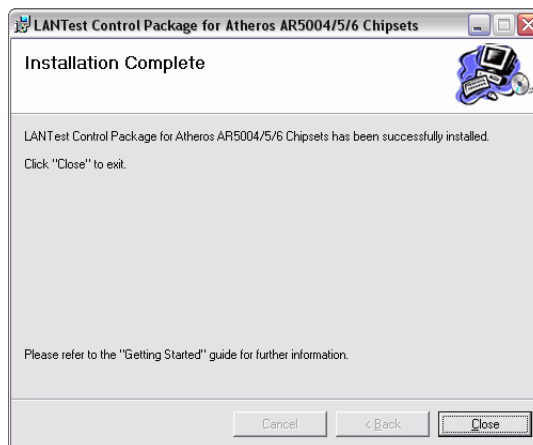 LANTest Control Package for Atheros AR5004/5/6 Chipsets
Installation Complete
LANTest Control Package for Atheros AR5004/5/6 Chipsets has been successfully installed.
Click "Close" to exit.
Please refer to the "Getting Started" guide for further information.
Cancel
< Back
Close